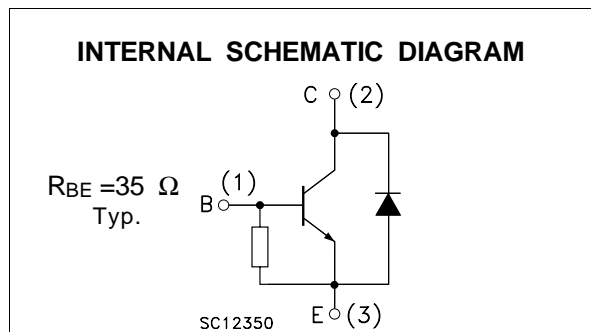 INTERNAL SCHEMATIC DIAGRAM
C (2)
RBE =35 Ω
Typ.
(1)
B
E (3)
SC12350